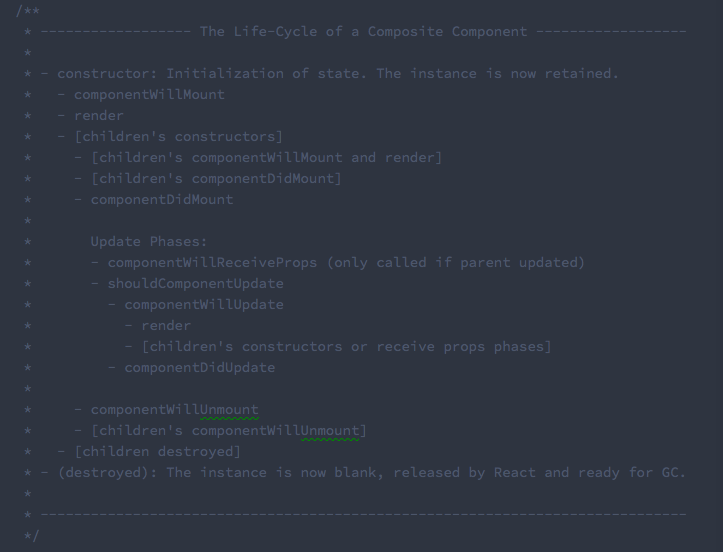 /**
 * ------------------ The Life-Cycle of a Composite Component ------------------
 *
 * - constructor: Initialization of state. The instance is now retained.
 *   - componentWillMount
 *   - render
 *   - [children's constructors]
 *     - [children's componentWillMount and render]
 *     - [children's componentDidMount]
 *     - componentDidMount
 *
 *       Update Phases:
 *       - componentWillReceiveProps (only called if parent updated)
 *       - shouldComponentUpdate
 *         - componentWillUpdate
 *           - render
 *           - [children's constructors or receive props phases]
 *         - componentDidUpdate
 *
 *     - componentWillUnmount
 *     - [children's componentWillUnmount]
 *   - [children destroyed]
 * - (destroyed): The instance is now blank, released by React and ready for GC.
 *
 * -----------------------------------------------------------------------------
 */